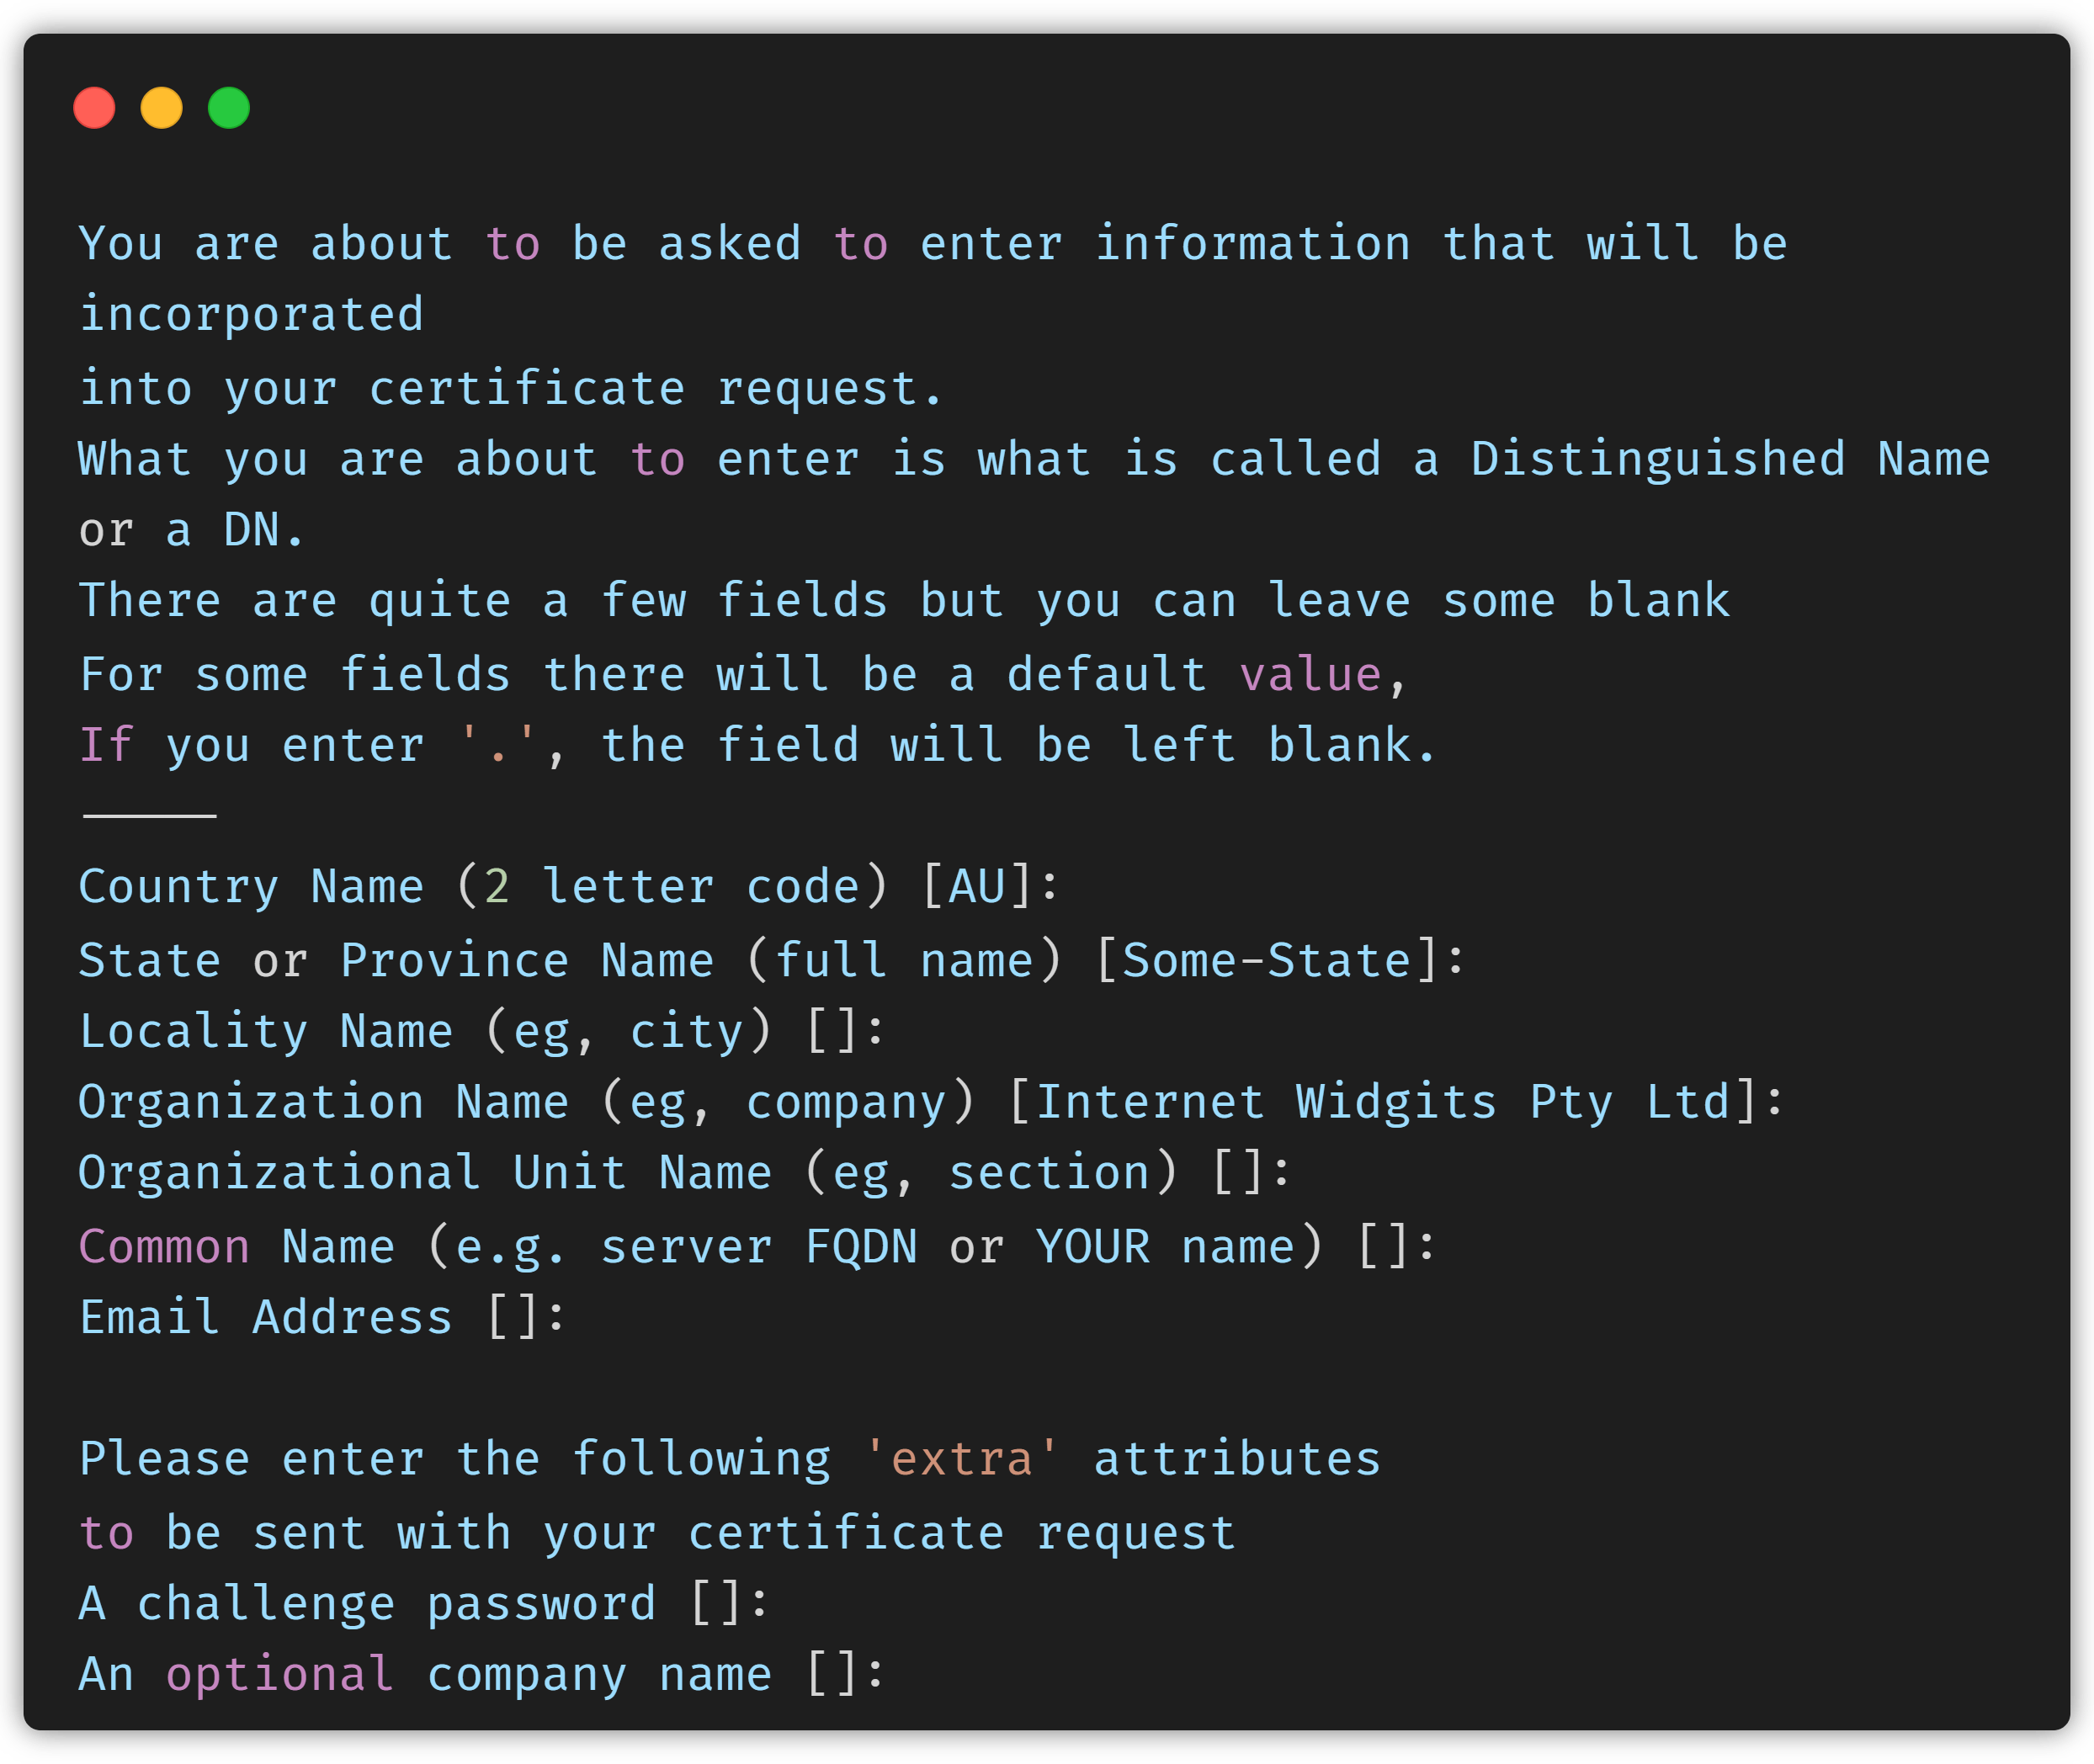 You are about to be asked to enter information that will be
incorporated
into your certificate request.
What you are about to enter is what is called a Distinguished Name
or a DN.
There are quite a few fields but you can leave some blank
For some fields there will be a default value,
If you enter '.', the field will be left blank.
-----
Country Name (2 letter code) [AU]:
State or Province Name (full name) [Some-State]:
Locality Name (eg, city) []:
Organization Name (eg, company) [Internet Widgits Pty Ltd]:
Organizational Unit Name (eg, section) []:
Common Name (e.g. server FQDN or YOUR name) []:
Email Address []:
Please enter the following 'extra' attributes
to be sent with your certificate request
A challenge password []:
An optional company name []: